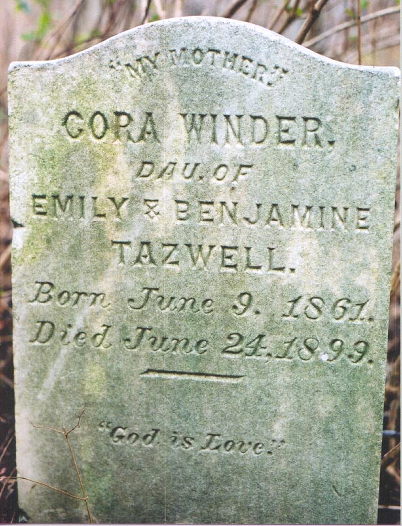 "MY MOTHER."
CORA WINDER.
DAU. OF
EMILY & BENJAMINE
TAZWELL.
Born June 9. 1861.
Died June 24. 1899.
"God is Love."